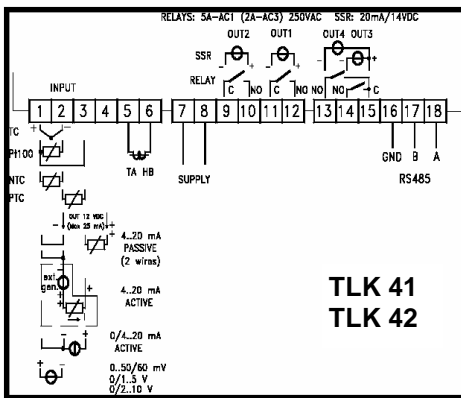 RELAYS: 5A-AC1 (2A-AC3) 250VAC SSR: 20mA/14VDC
OUT2 OUT1 OUT4 OUT3
SSR - + - + - - +
RELAY
INPUT C NO C NO NO NO C
1 2 3 4 5 6 7 8 9 10 11 12 13 14 15 16 17 18
TC + -
Pt100
TA HB SUPPLY GND B A
NTC RS485
PTC
OUT 12 VDC
(Max 25 mA)
- +
4..20 mA
PASSIVE
(2 wires)
ext.
gen.
- + +
4..20 mA
ACTIVE
- +
0/4..20 mA
ACTIVE
+ -
0..50/60 mV
0/1..5 V
0/2..10 V
TLK 41
TLK 42